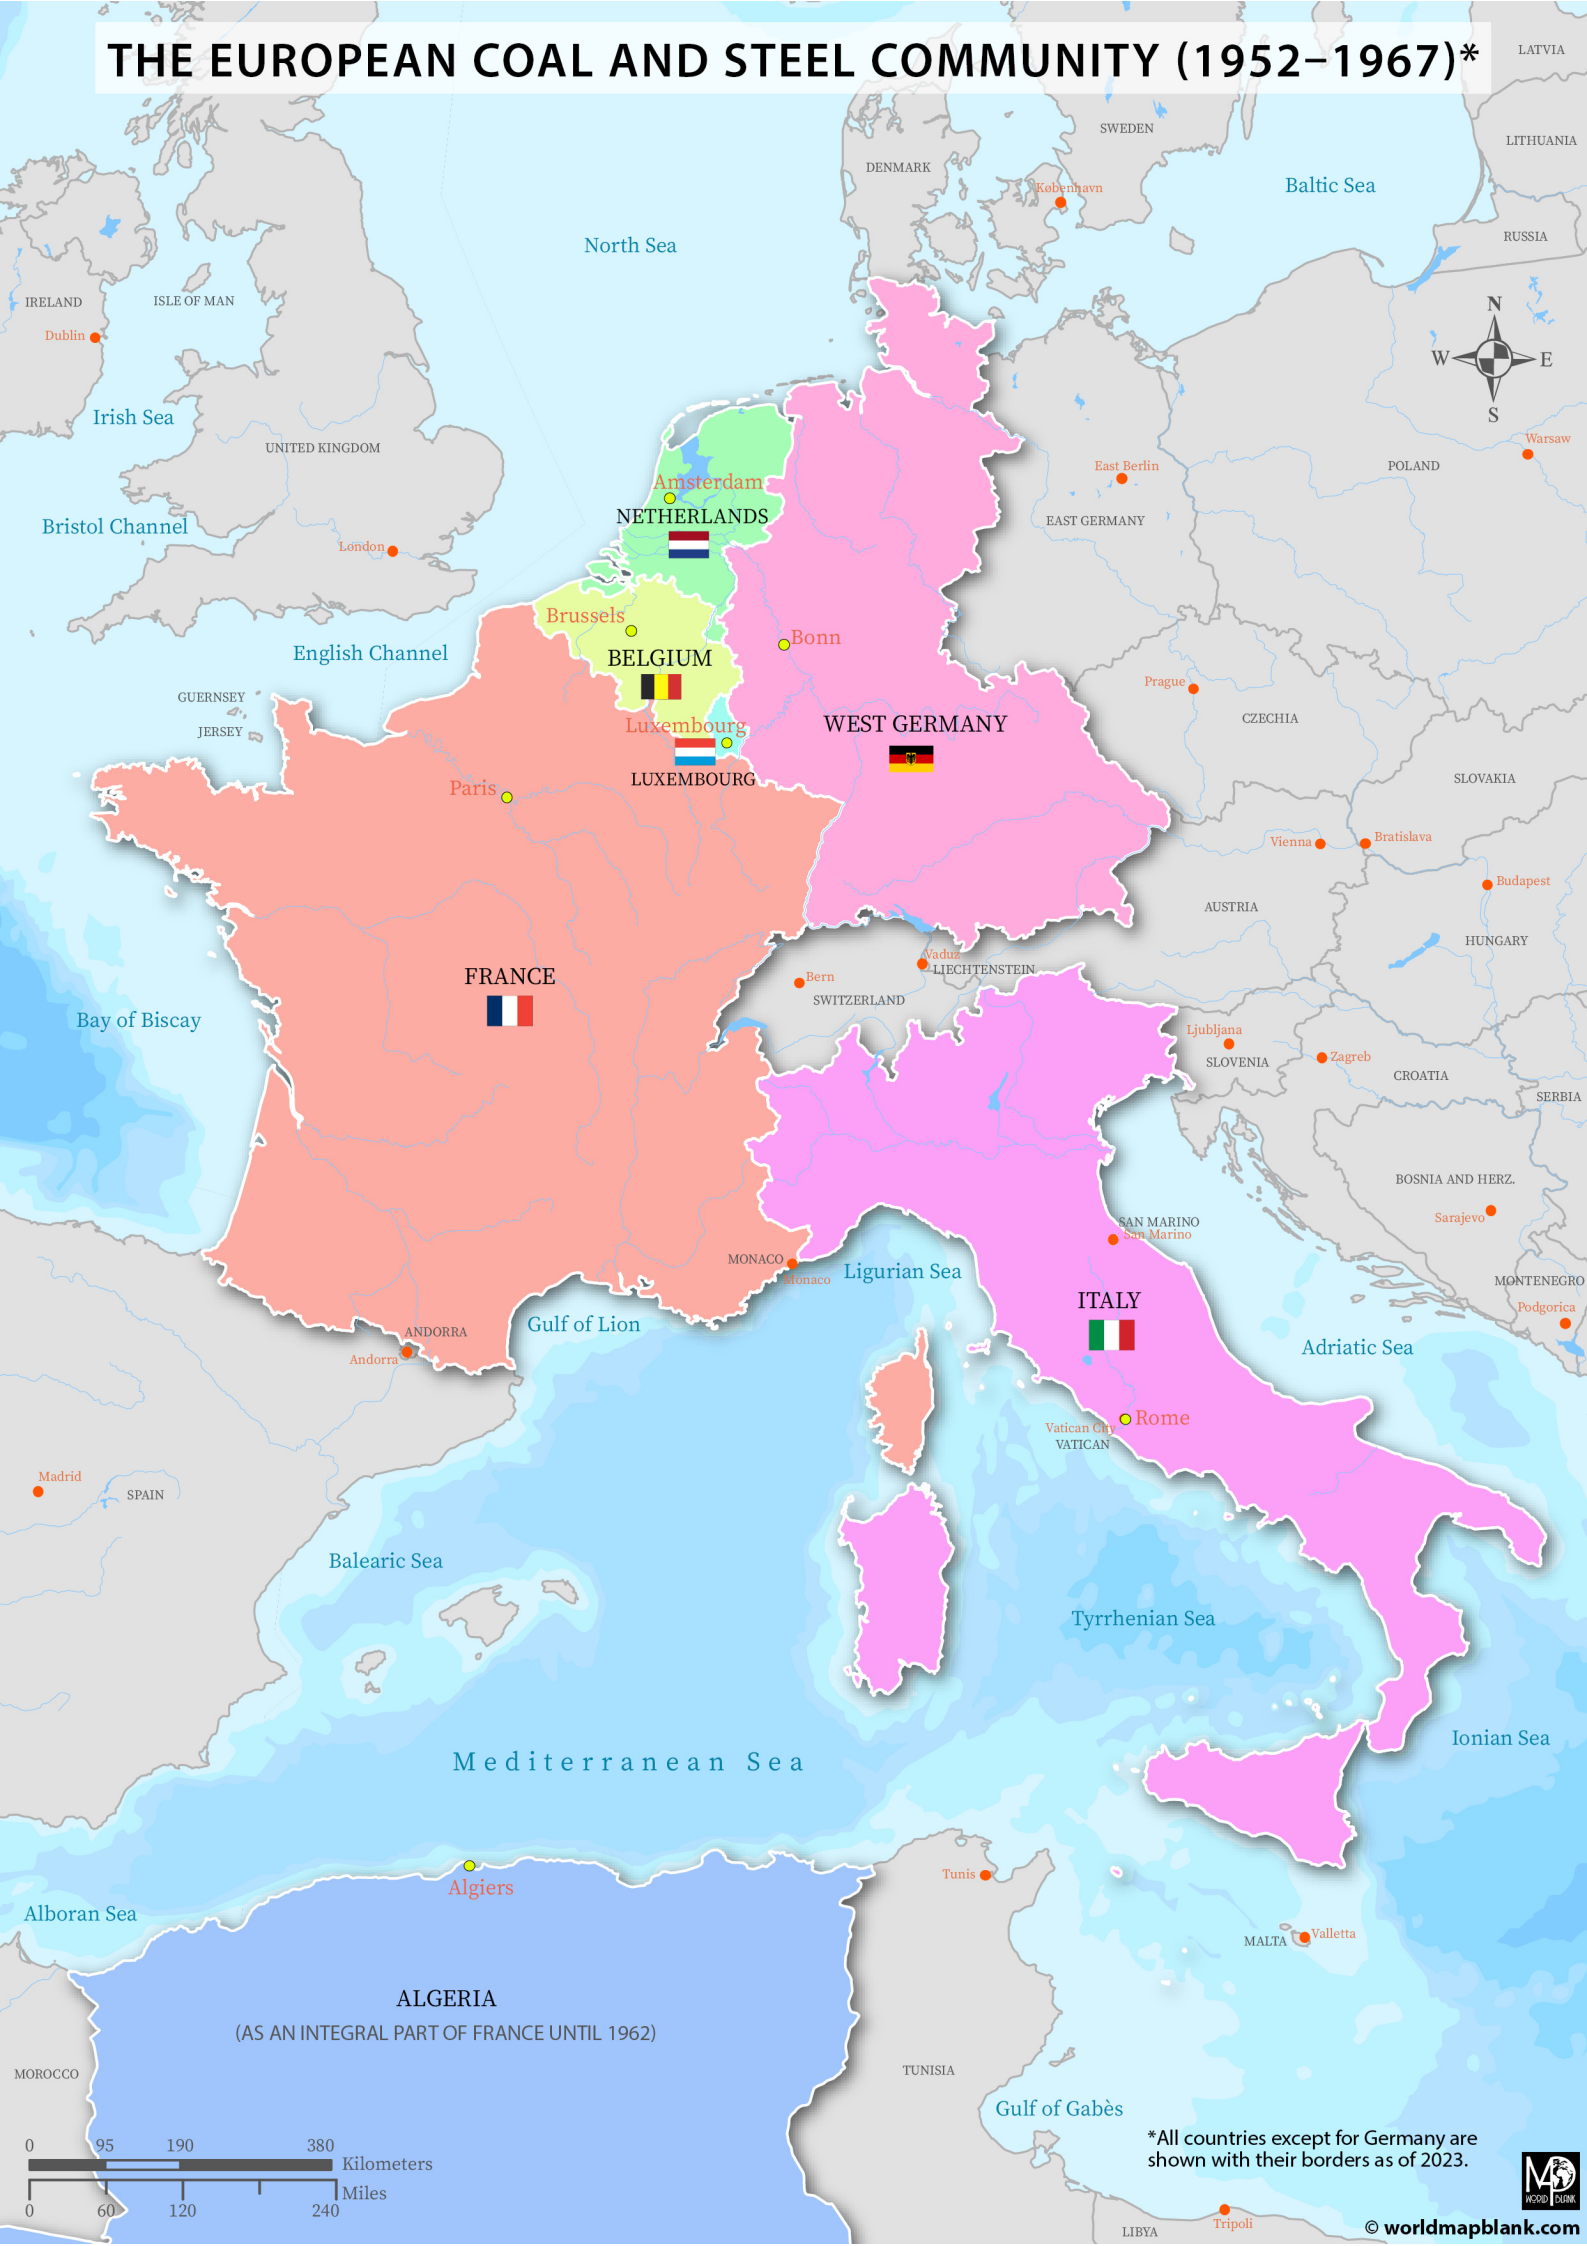 THE EUROPEAN COAL AND STEEL COMMUNITY (1952–1967)*
LATVIA
SWEDEN
LITHUANIA
DENMARK
København
Baltic Sea
RUSSIA
North Sea
IRELAND
ISLE OF MAN
Dublin
N
W
E
S
Irish Sea
UNITED KINGDOM
Warsaw
POLAND
East Berlin
Amsterdam
NETHERLANDS
EAST GERMANY
Bristol Channel
London
Brussels
Bonn
English Channel
BELGIUM
Prague
GUERNSEY
JERSEY
CZECHIA
Luxembourg
WEST GERMANY
LUXEMBOURG
SLOVAKIA
Paris
Vienna
Bratislava
Budapest
AUSTRIA
HUNGARY
Vaduz
LIECHTENSTEIN
Bern
SWITZERLAND
FRANCE
Bay of Biscay
Ljubljana
SLOVENIA
Zagreb
CROATIA
SERBIA
BOSNIA AND HERZ.
Sarajevo
SAN MARINO
San Marino
MONACO
Monaco
Ligurian Sea
MONTENEGRO
Podgorica
ITALY
Gulf of Lion
ANDORRA
Andorra
Adriatic Sea
Rome
Vatican City
VATICAN
Madrid
SPAIN
Balearic Sea
Tyrrhenian Sea
Ionian Sea
Mediterranean Sea
Tunis
Algiers
Alboran Sea
MALTA
Valletta
ALGERIA
(AS AN INTEGRAL PART OF FRANCE UNTIL 1962)
MOROCCO
TUNISIA
Gulf of Gabès
0 95 190 380
Kilometers
Miles
0 60 120 240
*All countries except for Germany are
shown with their borders as of 2023.
WORLD BLANK
LIBYA
Tripoli
© worldmapblank.com